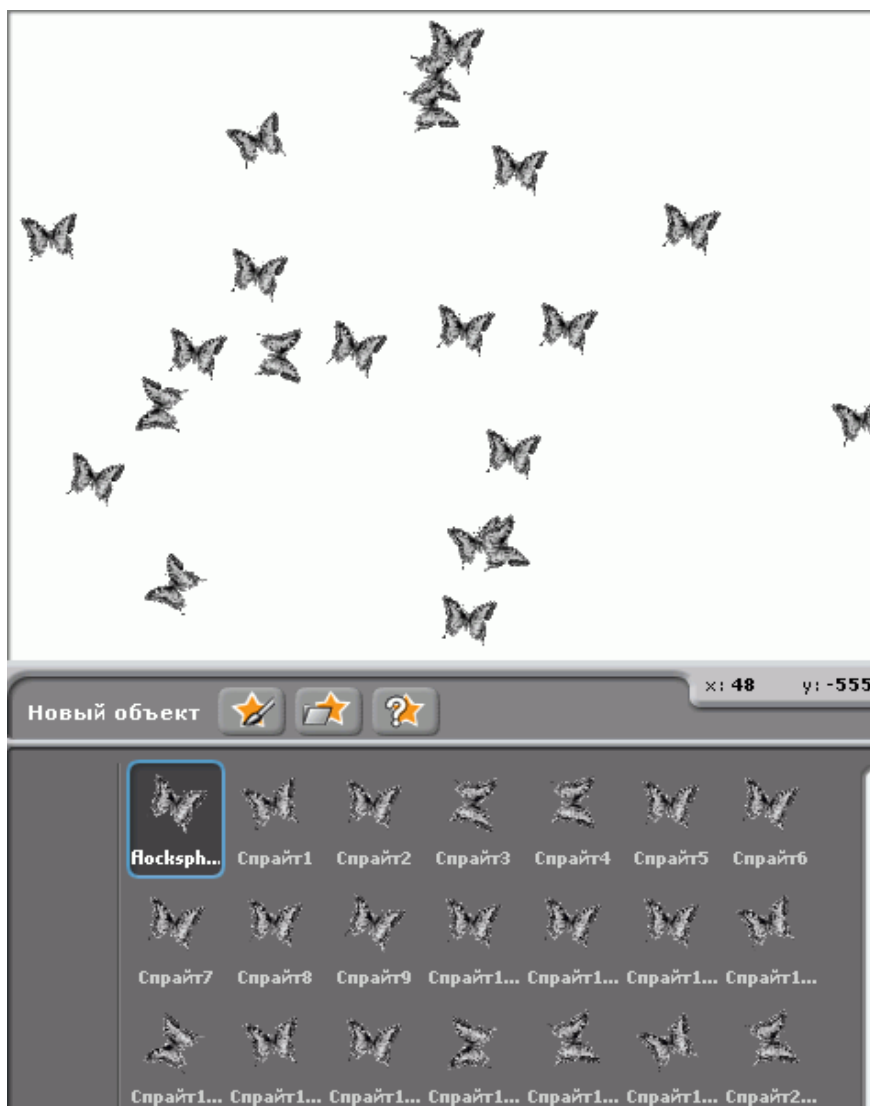 x: 48 y: -555
Новый объект
flocksph... Спрайт1 Спрайт2 Спрайт3 Спрайт4 Спрайт5 Спрайт6
Спрайт7 Спрайт8 Спрайт9 Спрайт1... Спрайт1... Спрайт1... Спрайт1...
Спрайт1... Спрайт1... Спрайт1... Спрайт1... Спрайт1... Спрайт1... Спрайт2...